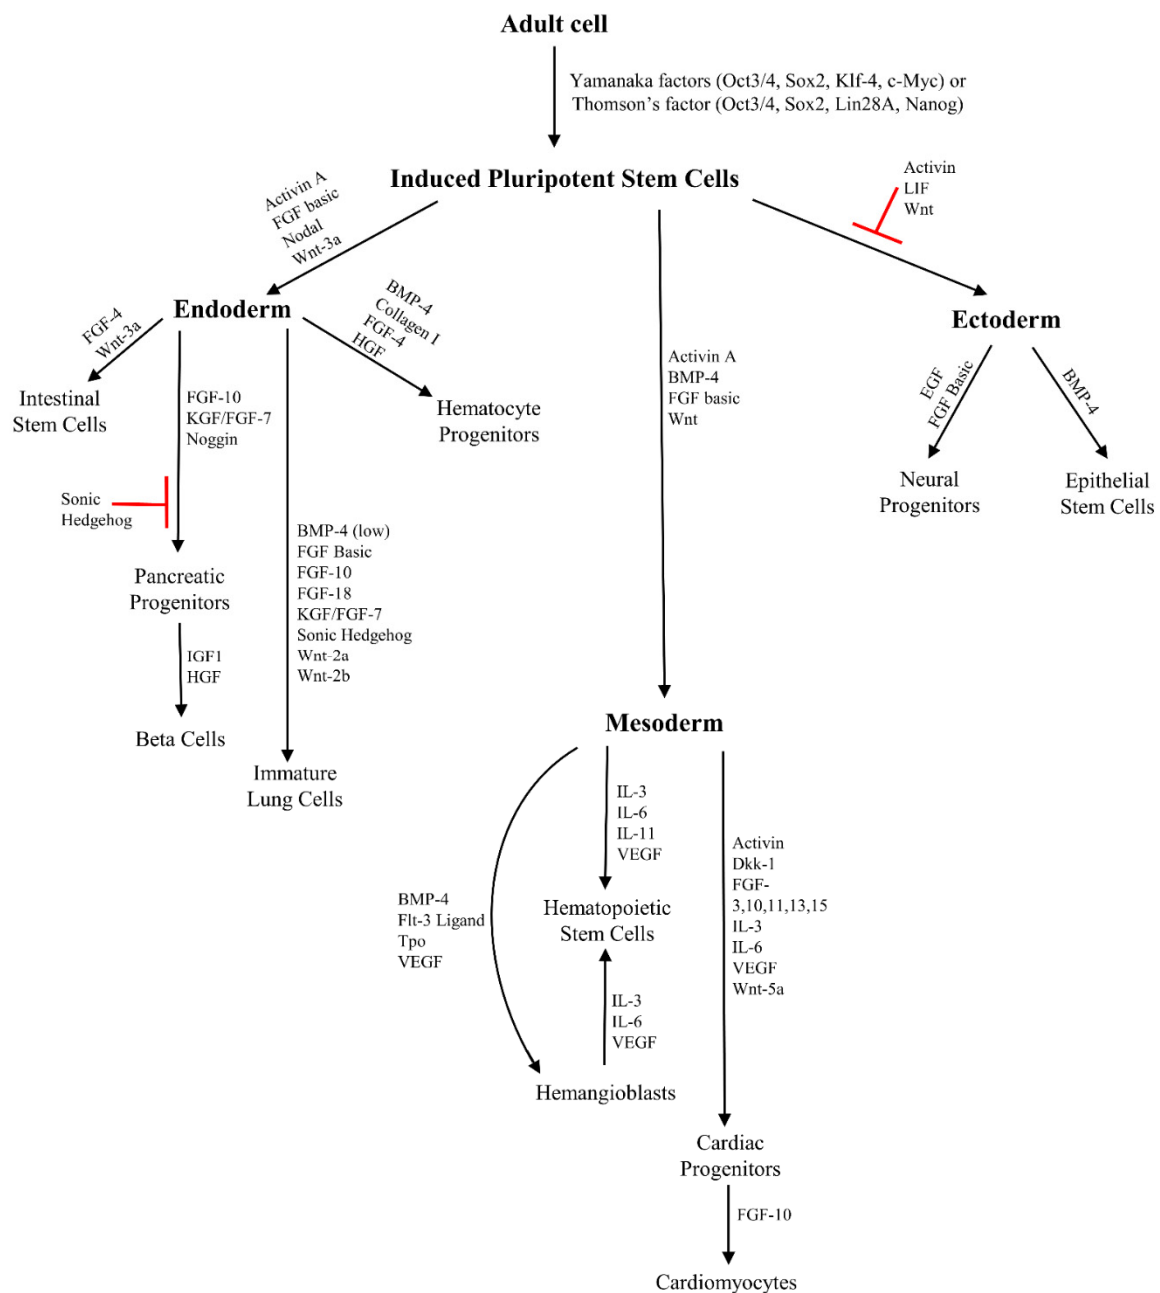 Adult cell
Yamanaka factors (Oct3/4, Sox2, Klf-4, c-Myc) or
Thomson's factor (Oct3/4, Sox2, Lin28A, Nanog)
Induced Pluripotent Stem Cells
Activin A
FGF basic
Nodal
Wnt-3a
Activin
LIF
Wnt
Endoderm
FGF-4
Wnt-3a
Intestinal
Stem Cells
FGF-10
KGF/FGF-7
Noggin
Sonic
Hedgehog
Pancreatic
Progenitors
IGF1
HGF
Beta Cells
BMP-4 (low)
FGF Basic
FGF-10
FGF-18
KGF/FGF-7
Sonic Hedgehog
Wnt-2a
Wnt-2b
Immature
Lung Cells
BMP-4
Collagen I
FGF-4
HGF
Hematocyte
Progenitors
Activin A
BMP-4
FGF basic
Wnt
Ectoderm
EGF
FGF Basic
Neural
Progenitors
BMP-4
Epithelial
Stem Cells
Mesoderm
BMP-4
Flt-3 Ligand
Tpo
VEGF
IL-3
IL-6
IL-11
VEGF
Hematopoietic
Stem Cells
IL-3
IL-6
VEGF
Hemangioblasts
Activin
Dkk-1
FGF-
3,10,11,13,15
IL-3
IL-6
VEGF
Wnt-5a
Cardiac
Progenitors
FGF-10
Cardiomyocytes